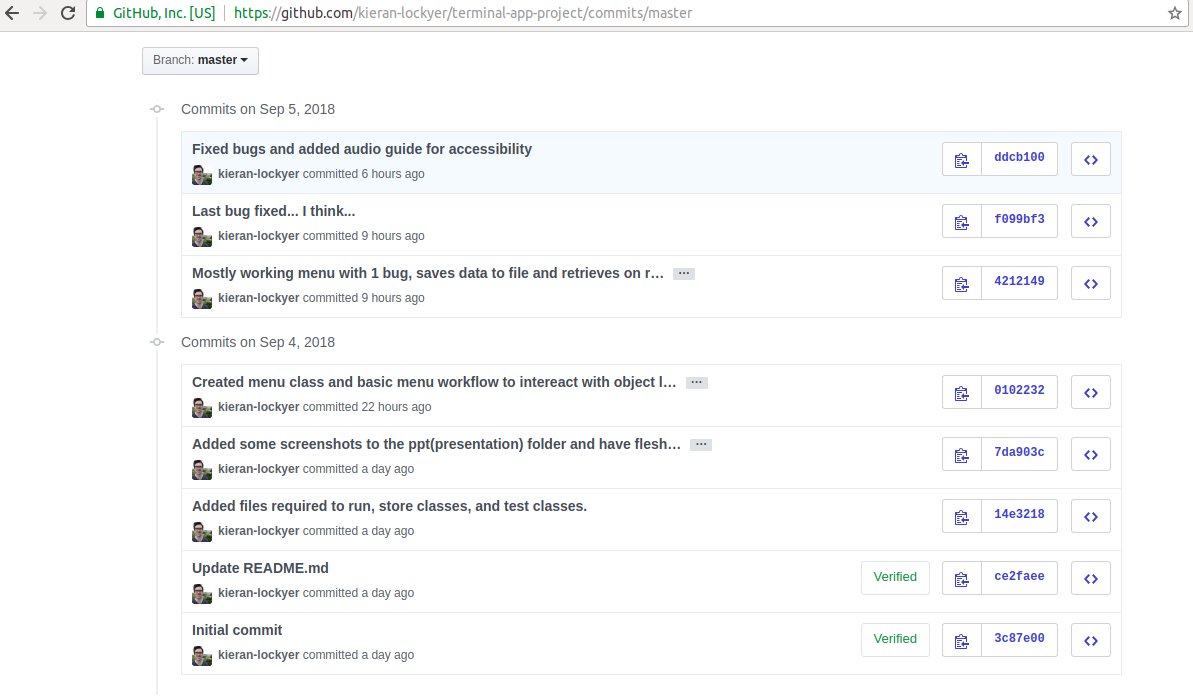 GitHub, Inc. [US] https://github.com/kieran-lockyer/terminal-app-project/commits/master
Branch: master
Commits on Sep 5, 2018
Fixed bugs and added audio guide for accessibility
kieran-lockyer committed 6 hours ago
ddcb100
Last bug fixed... I think...
kieran-lockyer committed 9 hours ago
f099bf3
Mostly working menu with 1 bug, saves data to file and retrieves on r… …
kieran-lockyer committed 9 hours ago
4212149
Commits on Sep 4, 2018
Created menu class and basic menu workflow to intereact with object l… …
kieran-lockyer committed 22 hours ago
0102232
Added some screenshots to the ppt(presentation) folder and have flesh… …
kieran-lockyer committed a day ago
7da903c
Added files required to run, store classes, and test classes.
kieran-lockyer committed a day ago
14e3218
Update README.md
kieran-lockyer committed a day ago
Verified
ce2faee
Initial commit
kieran-lockyer committed a day ago
Verified
3c87e00